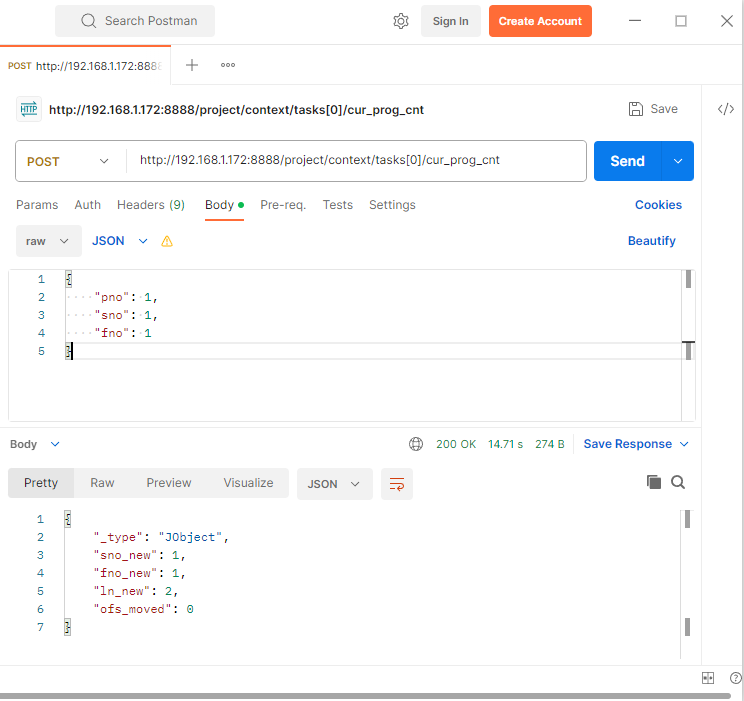 Search Postman
Sign In
Create Account
POST http://192.168.1.172:888
HTTP http://192.168.1.172:8888/project/context/tasks[0]/cur_prog_cnt
Save
</>
POST http://192.168.1.172:8888/project/context/tasks[0]/cur_prog_cnt
Send
Params Auth Headers (9) Body Pre-req. Tests Settings Cookies
raw JSON Beautify
1 {
2 "pno": 1,
3 "sno": 1,
4 "fno": 1
5 }
Body 200 OK 14.71 s 274 B Save Response
Pretty Raw Preview Visualize JSON
1 {
2 "_type": "JObject",
3 "sno_new": 1,
4 "fno_new": 1,
5 "ln_new": 2,
6 "ofs_moved": 0
7 }